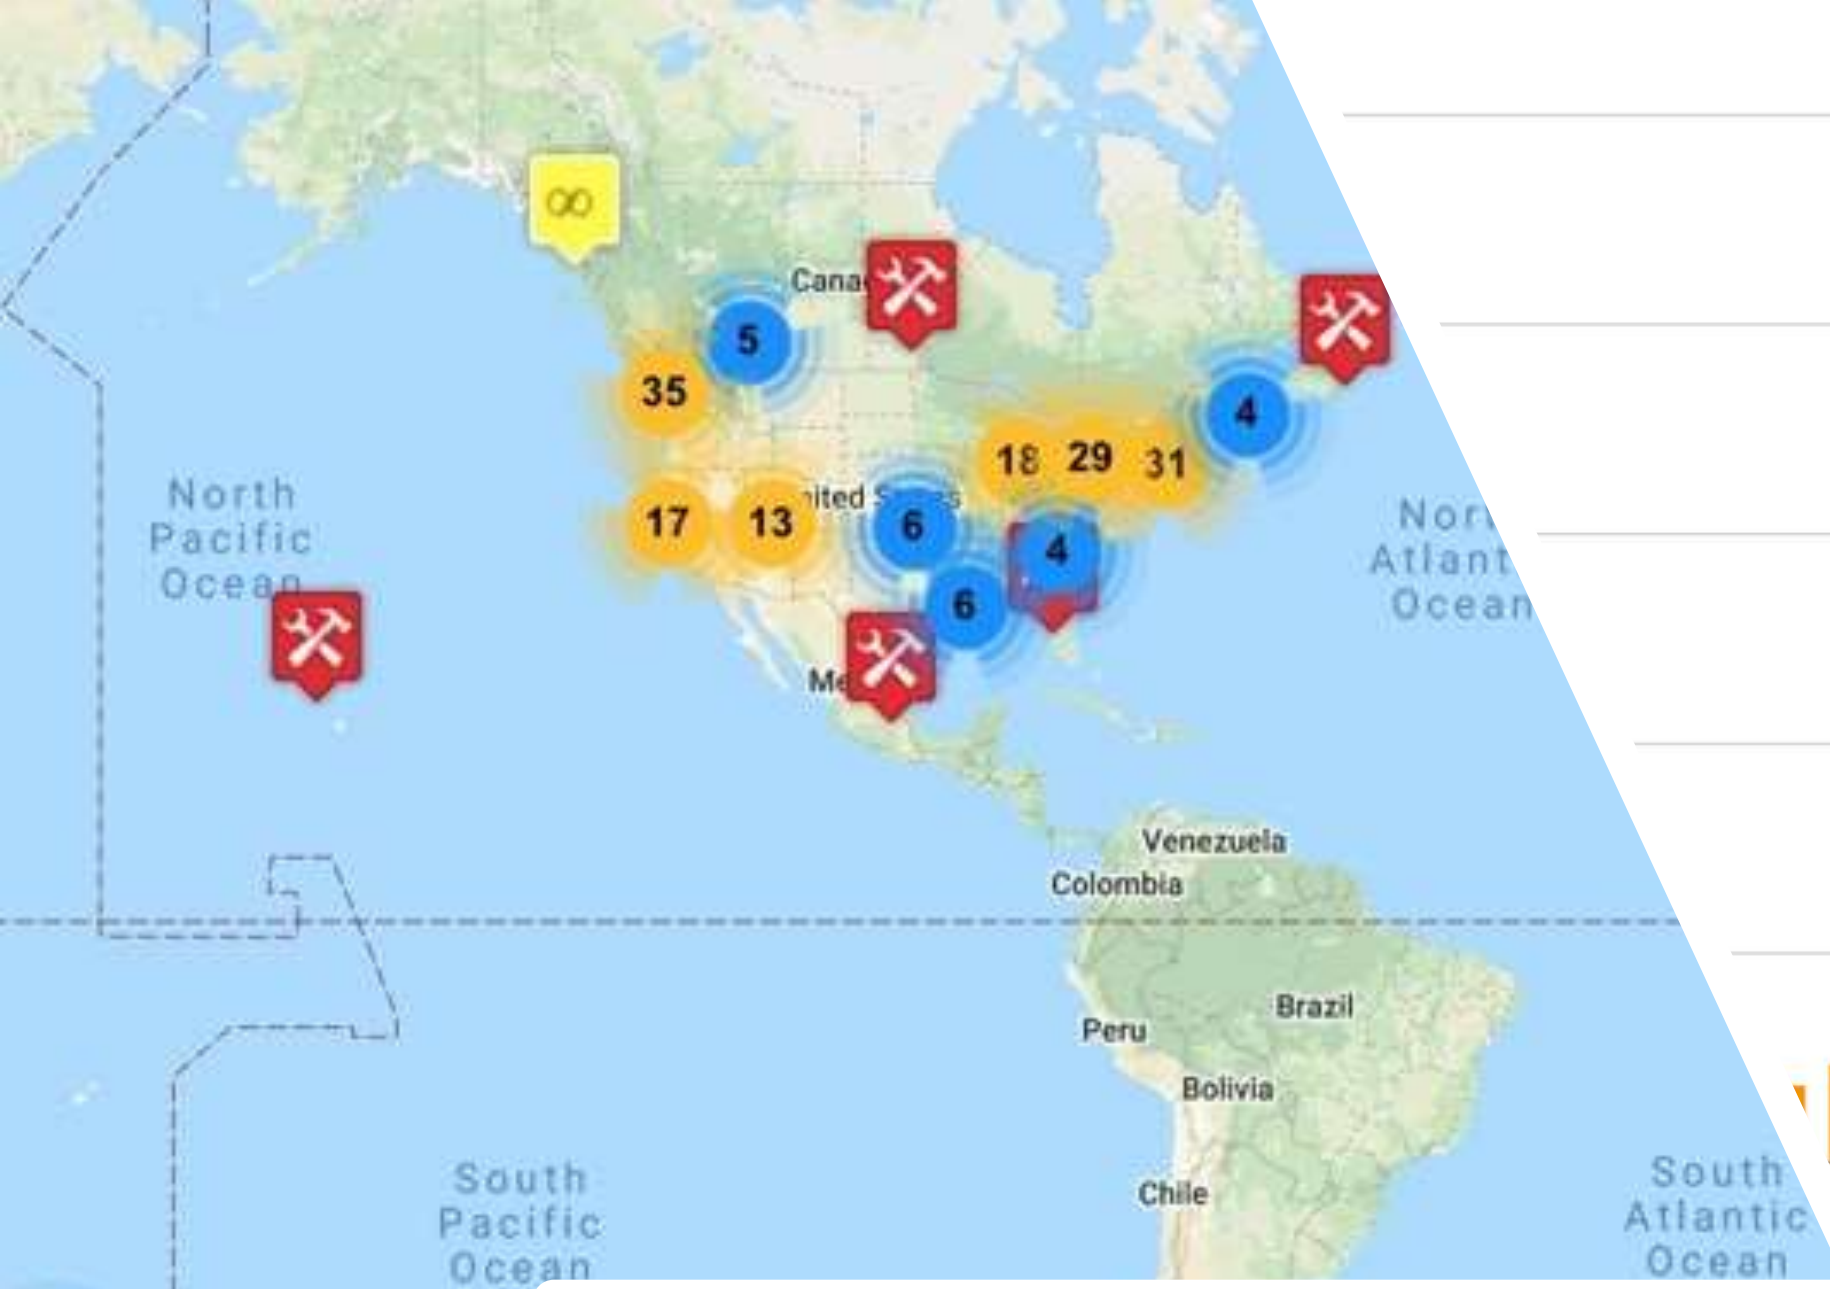 ∞
Cana
5
35
4
18
29
31
North
Pacific
Ocean
17
13
ited S
s
6
4
Nor
Atlant
Ocean
6
Me
Venezuela
Colombia
Brazil
Peru
Bolivia
Chile
South
Pacific
Ocean
South
Atlantic
Ocean